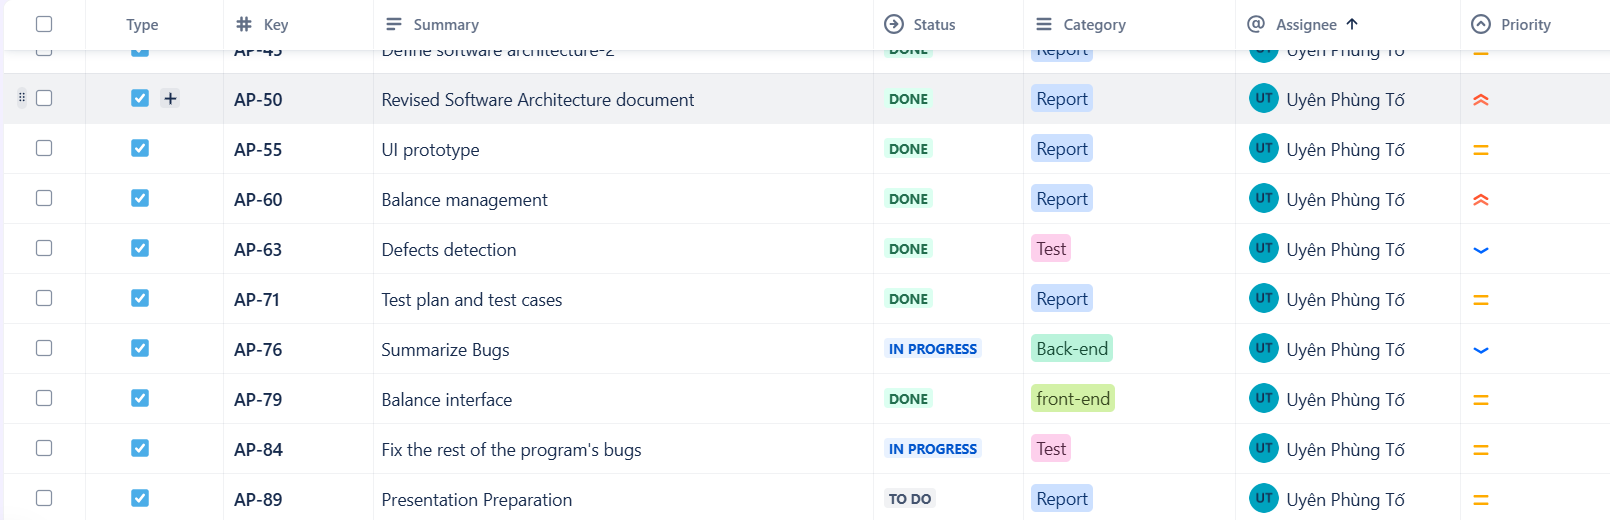 Type Key Summary Status Category Assignee Priority
AP-45 Define software architecture-2 DONE Report UT Uyên Phùng Tố
AP-50 Revised Software Architecture document DONE Report UT Uyên Phùng Tố
AP-55 UI prototype DONE Report UT Uyên Phùng Tố
AP-60 Balance management DONE Report UT Uyên Phùng Tố
AP-63 Defects detection DONE Test UT Uyên Phùng Tố
AP-71 Test plan and test cases DONE Report UT Uyên Phùng Tố
AP-76 Summarize Bugs IN PROGRESS Back-end UT Uyên Phùng Tố
AP-79 Balance interface DONE front-end UT Uyên Phùng Tố
AP-84 Fix the rest of the program's bugs IN PROGRESS Test UT Uyên Phùng Tố
AP-89 Presentation Preparation TO DO Report UT Uyên Phùng Tố